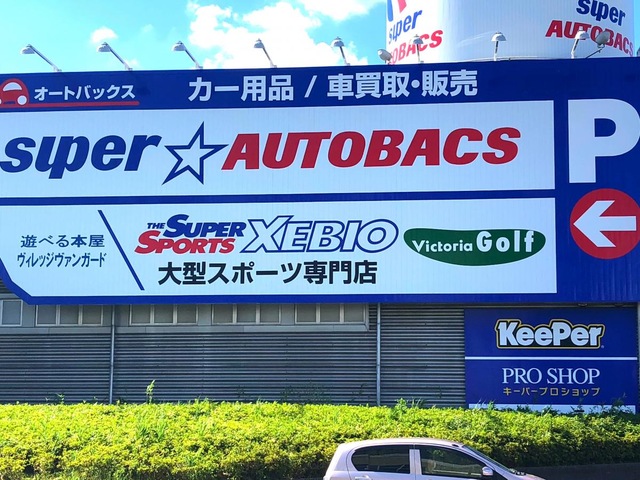 super
AUTOBACS
super
AUTOBACS
オートバックス
カー用品 / 車買取・販売
super AUTOBACS
P
遊べる本屋
ヴィレッジヴァンガード
THE SUPER SPORTS XEBIO
Victoria Golf
大型スポーツ専門店
KeePer
PRO SHOP
キーパープロショップ